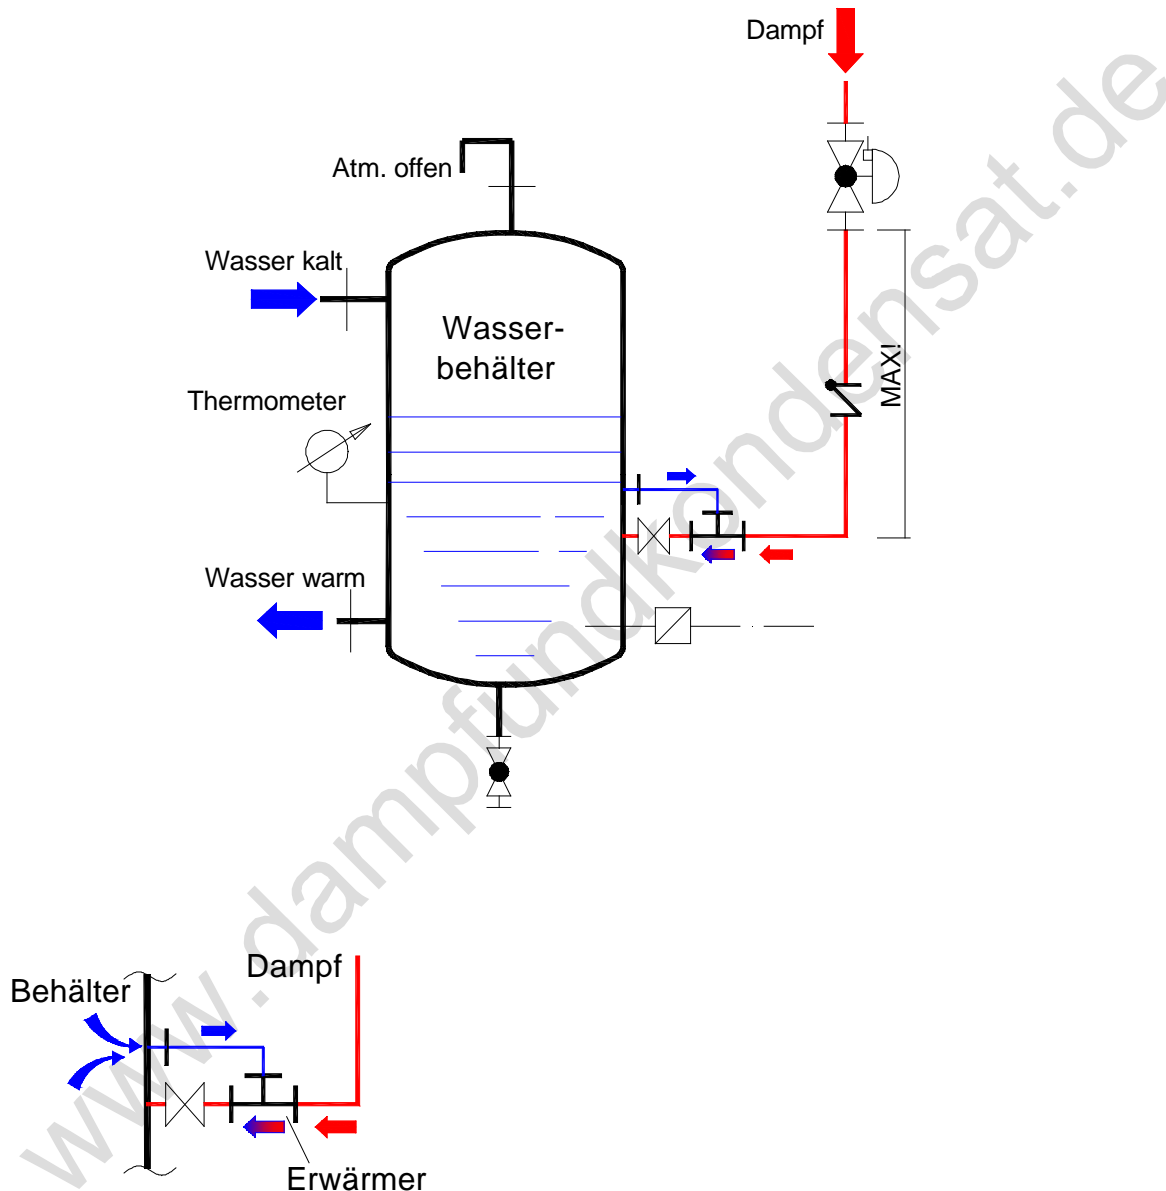 Dampf
Atm. offen
Wasser kalt
Wasser-
behälter
MAX!
Thermometer
Wasser warm
Dampf
Behälter
Erwärmer
www.dampfundkondensat.de